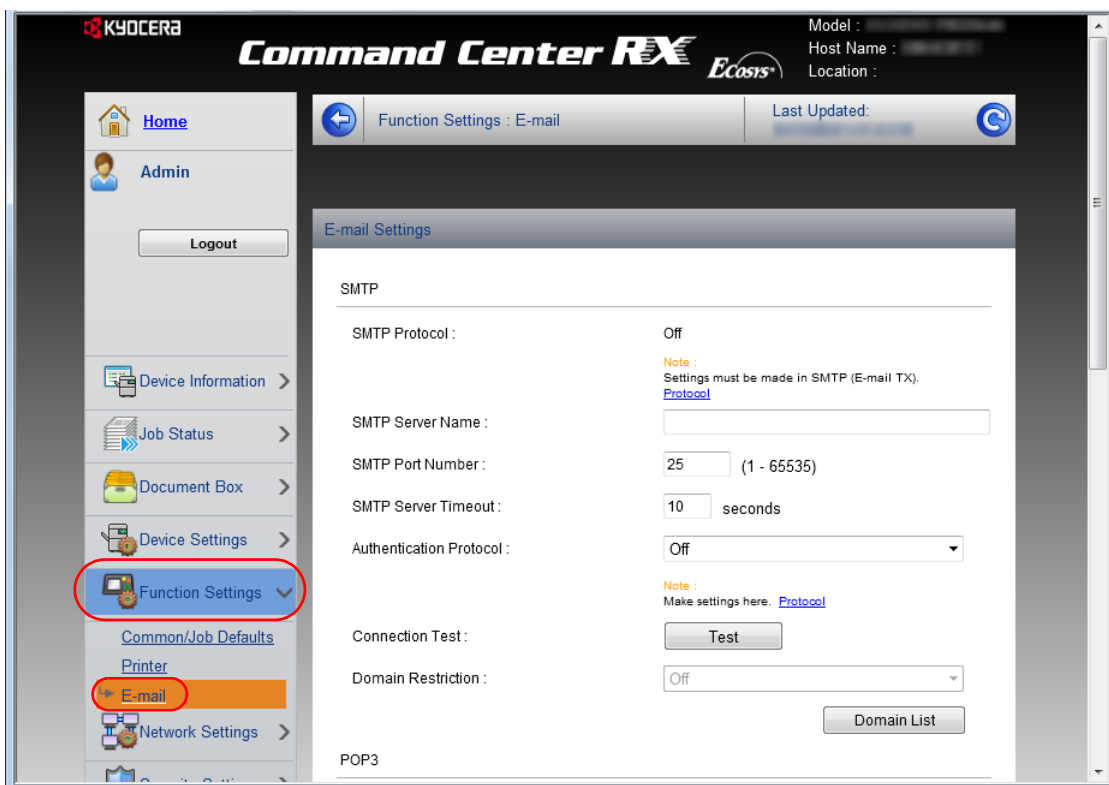 KYOCERA
Command Center RX
Ecosys
Model :
Host Name :
Location :
Home
Admin
Logout
Device Information
Job Status
Document Box
Device Settings
Function Settings
Common/Job Defaults
Printer
E-mail
Network Settings
Function Settings : E-mail
Last Updated:
E-mail Settings
SMTP
SMTP Protocol : Off
Note :
Settings must be made in SMTP (E-mail TX).
Protocol
SMTP Server Name :
SMTP Port Number : 25 (1 - 65535)
SMTP Server Timeout : 10 seconds
Authentication Protocol : Off
Note :
Make settings here. Protocol
Connection Test : Test
Domain Restriction : Off
Domain List
POP3